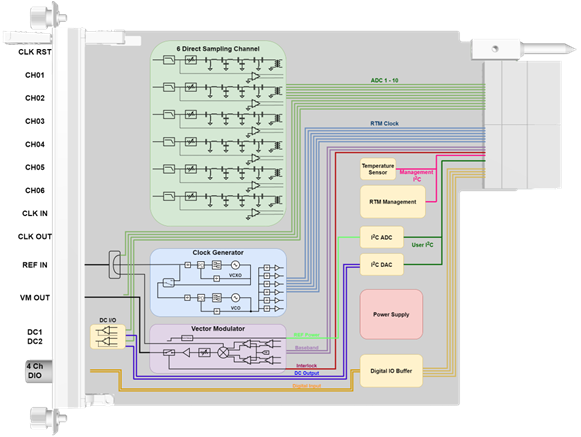 CLK RST
CH01
CH02
CH03
CH04
CH05
CH06
CLK IN
CLK OUT
REF IN
VM OUT
DC1
DC2
4 Ch
DIO
6 Direct Sampling Channel
ADC 1 - 10
RTM Clock
Temperature
Sensor
Management
I²C
RTM Management
I²C ADC
User I²C
I²C DAC
Clock Generator
VCXO
VCO
DC I/O
Vector Modulator
Baseband
Interlock
DC Output
Digital Input
Power Supply
Digital IO Buffer